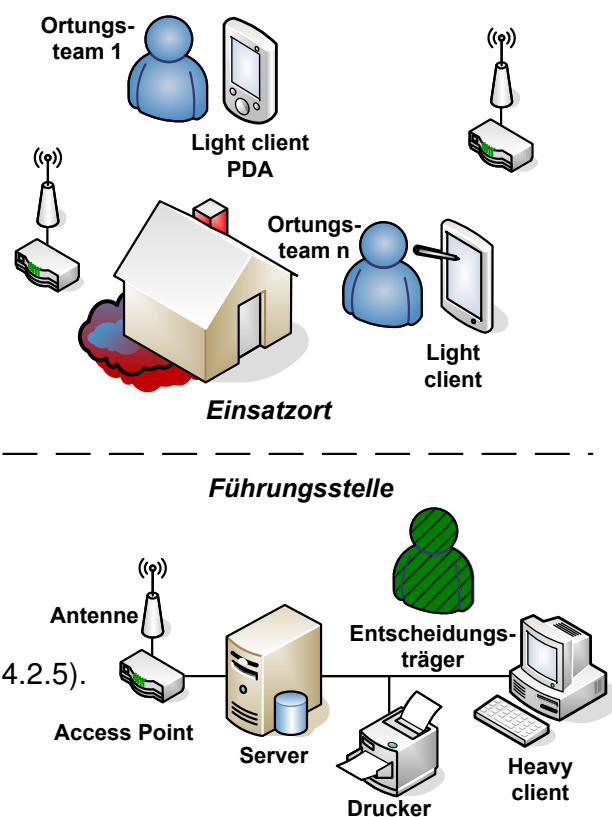 Ortungs-
team 1
Light client
PDA
Ortungs-
team n
Light
client
Einsatzort
Führungsstelle
Antenne
Entscheidungs-
träger
4.2.5).
Access Point
Server
Drucker
Heavy
client